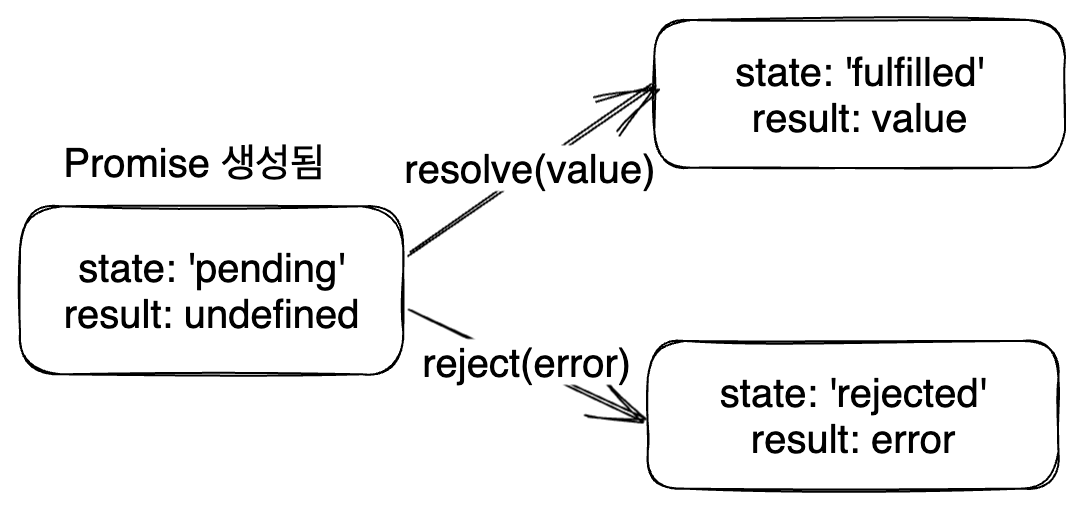 Promise 생성됨
state: 'pending'
result: undefined
resolve(value)
state: 'fulfilled'
result: value
reject(error)
state: 'rejected'
result: error